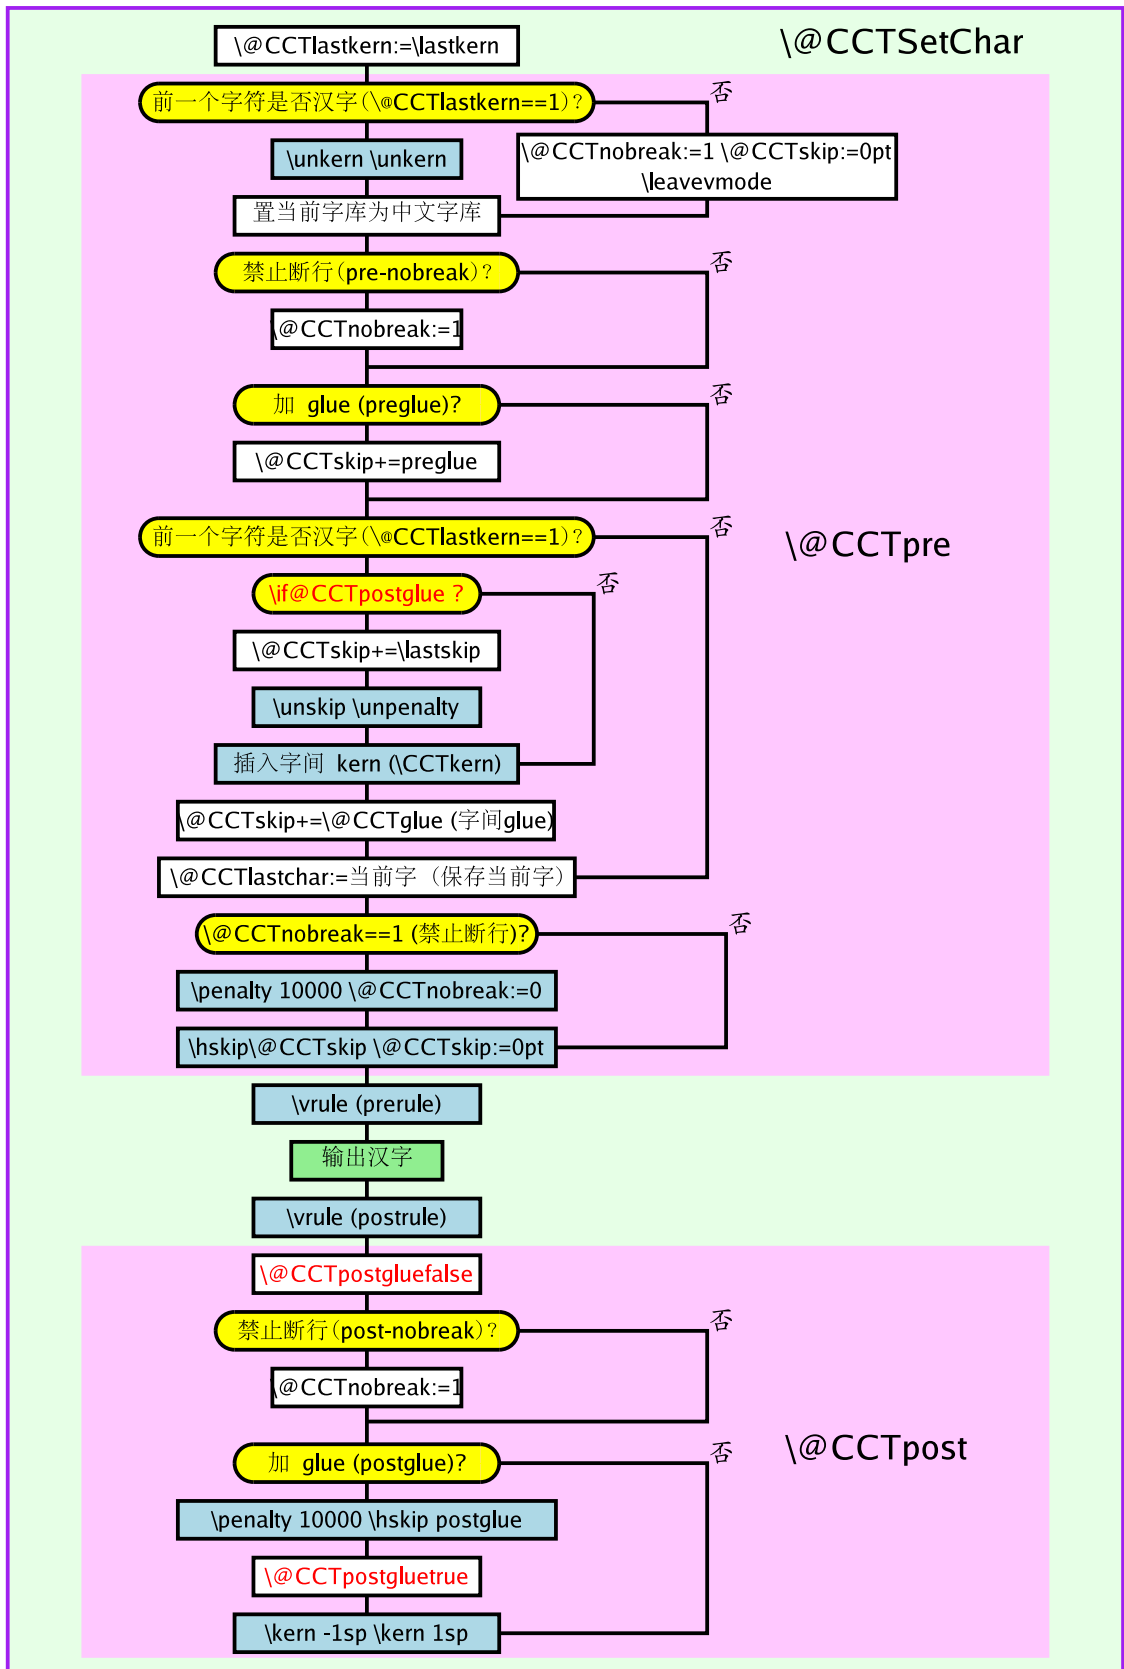 \@CCTlastkern:=\lastkern
\@CCTSetChar
前一个字符是否汉字(\@CCTlastkern==1)?
否
\unkern \unkern
\@CCTnobreak:=1 \@CCTskip:=0pt
\leavevmode
置当前字库为中文字库
禁止断行(pre-nobreak)?
否
\@CCTnobreak:=1
加 glue (preglue)?
否
\@CCTskip+=preglue
前一个字符是否汉字(\@CCTlastkern==1)?
否
\@CCTpre
\if@CCTpostglue ?
否
\@CCTskip+=\lastskip
\unskip \unpenalty
插入字间 kern (\CCTkern)
\@CCTskip+=\@CCTglue (字间glue)
\@CCTlastchar:=当前字 (保存当前字)
\@CCTnobreak==1 (禁止断行)?
否
\penalty 10000 \@CCTnobreak:=0
\hskip\@CCTskip \@CCTskip:=0pt
\vrule (prerule)
输出汉字
\vrule (postrule)
\@CCTpostgluefalse
禁止断行(post-nobreak)?
否
\@CCTnobreak:=1
加 glue (postglue)?
否
\@CCTpost
\penalty 10000 \hskip postglue
\@CCTpostgluetrue
\kern -1sp \kern 1sp